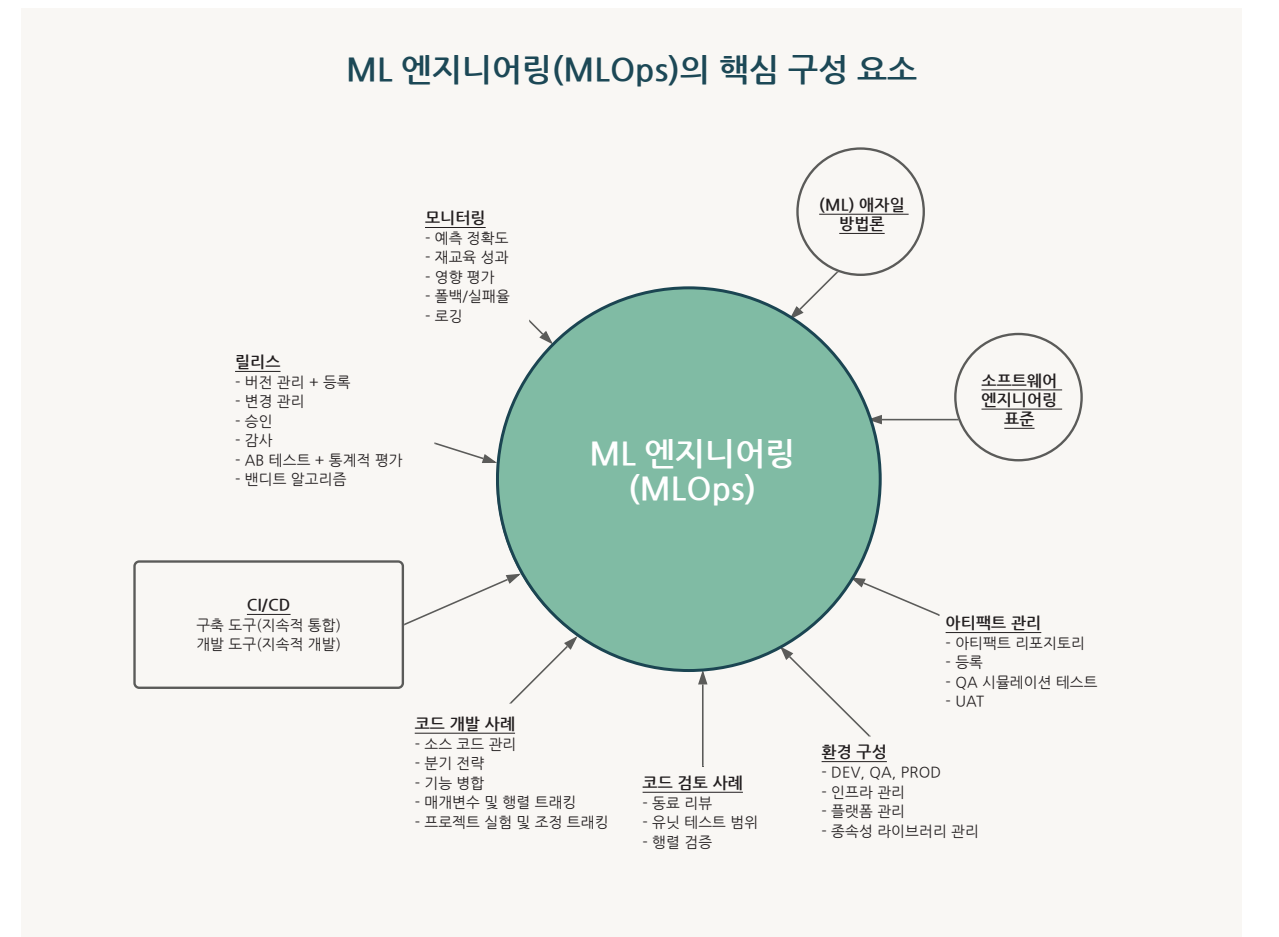 ML 엔지니어링(MLOps)의 핵심 구성 요소
(ML) 애자일
방법론
모니터링
- 예측 정확도
- 재교육 성과
- 영향 평가
- 폴백/실패율
- 로깅
소프트웨어
엔지니어링
표준
릴리스
- 버전 관리 + 등록
- 변경 관리
- 승인
- 감사
- AB 테스트 + 통계적 평가
- 밴디트 알고리즘
ML 엔지니어링
(MLOps)
CI/CD
구축 도구(지속적 통합)
개발 도구(지속적 개발)
아티팩트 관리
- 아티팩트 리포지토리
- 등록
- QA 시뮬레이션 테스트
- UAT
코드 개발 사례
- 소스 코드 관리
- 분기 전략
- 기능 병합
- 매개변수 및 행렬 트래킹
- 프로젝트 실험 및 조정 트래킹
코드 검토 사례
- 동료 리뷰
- 유닛 테스트 범위
- 행렬 검증
환경 구성
- DEV, QA, PROD
- 인프라 관리
- 플랫폼 관리
- 종속성 라이브러리 관리